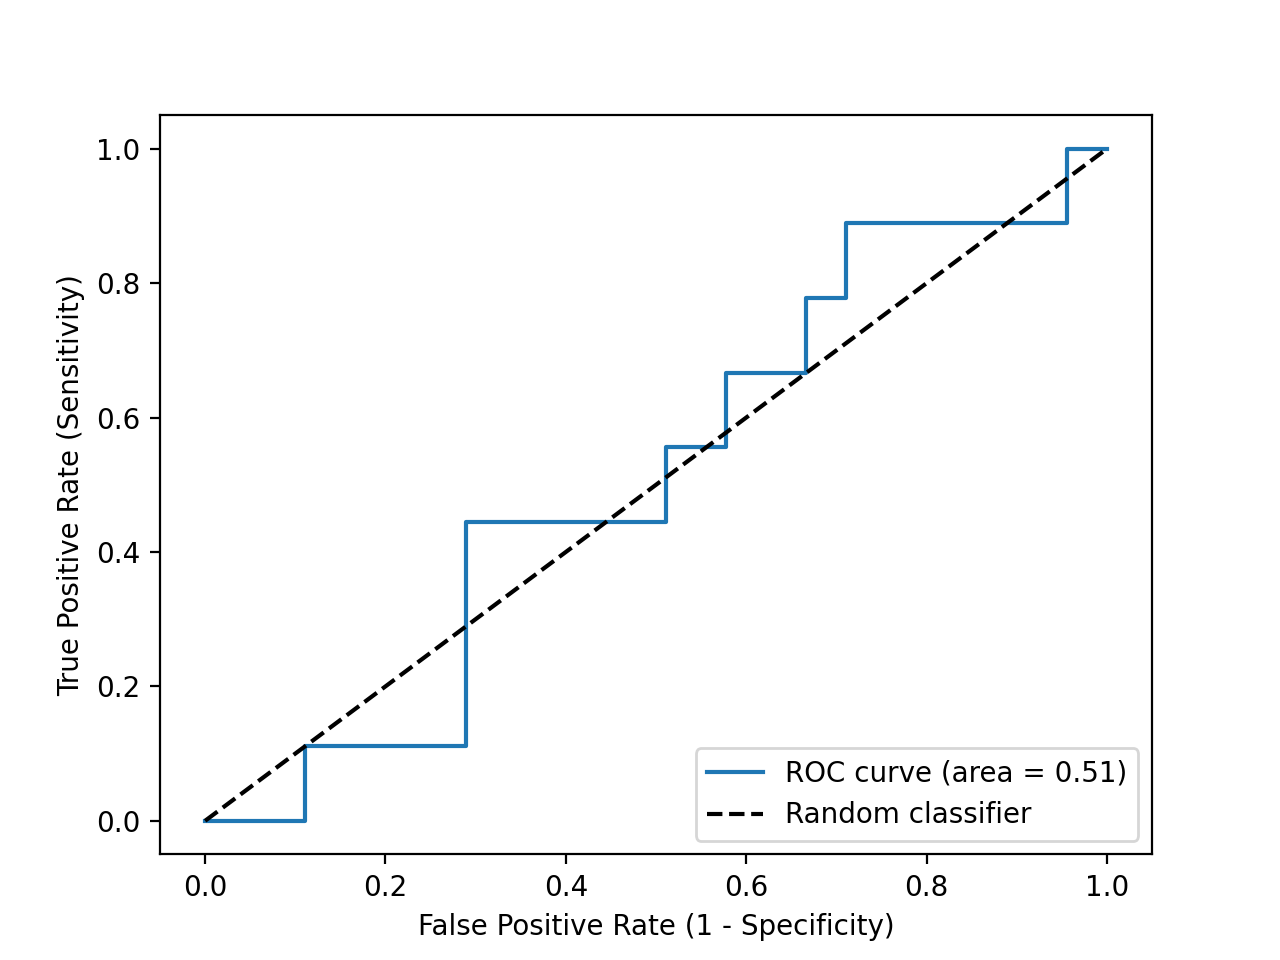 1.0
0.8
0.6
0.4
0.2
0.0
True Positive Rate (Sensitivity)
ROC curve (area = 0.51)
Random classifier
0.0 0.2 0.4 0.6 0.8 1.0
False Positive Rate (1 - Specificity)